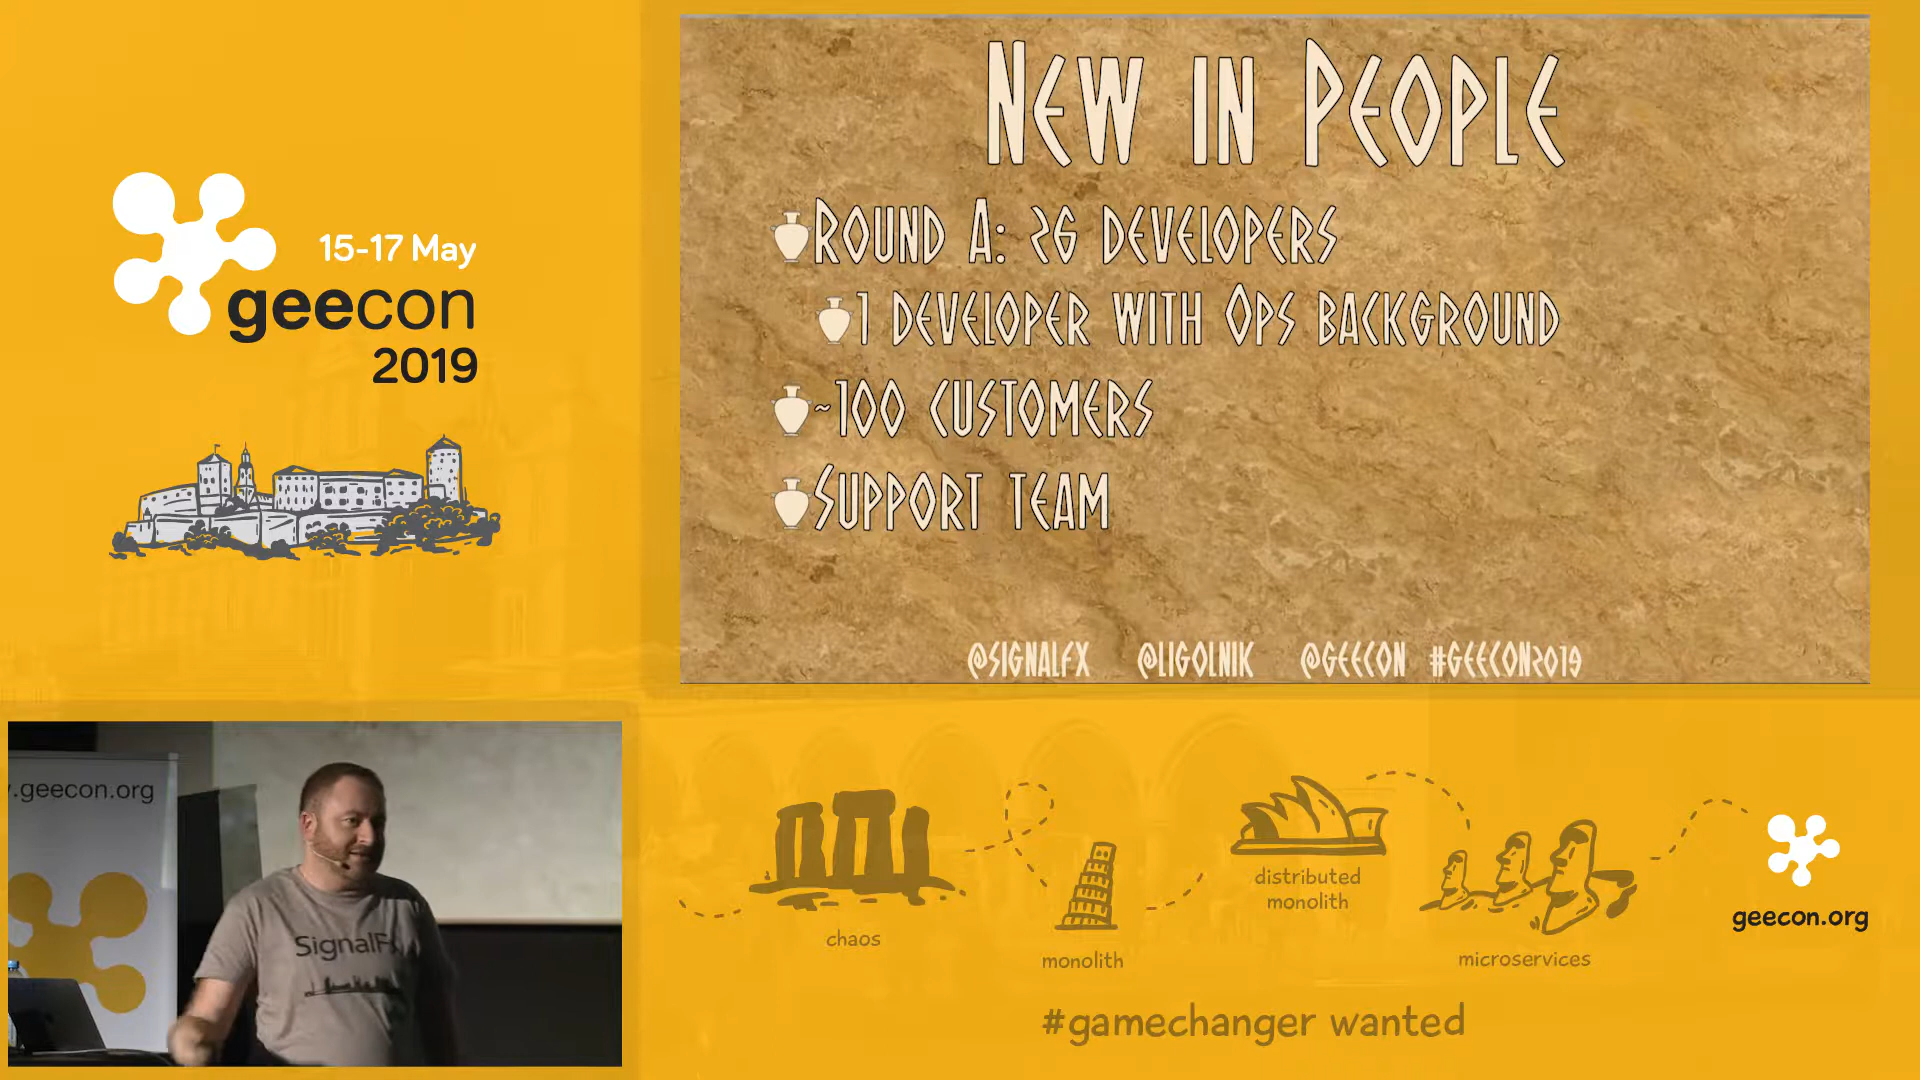 15-17 May
geecon
2019
New in People
Round A: 26 developers
1 developer with Ops background
~100 customers
Support team
@signalfx @ligolnik @geecon #geecon2019
.geecon.org
SignalFx
chaos
monolith
distributed
monolith
microservices
geecon.org
#gamechanger wanted